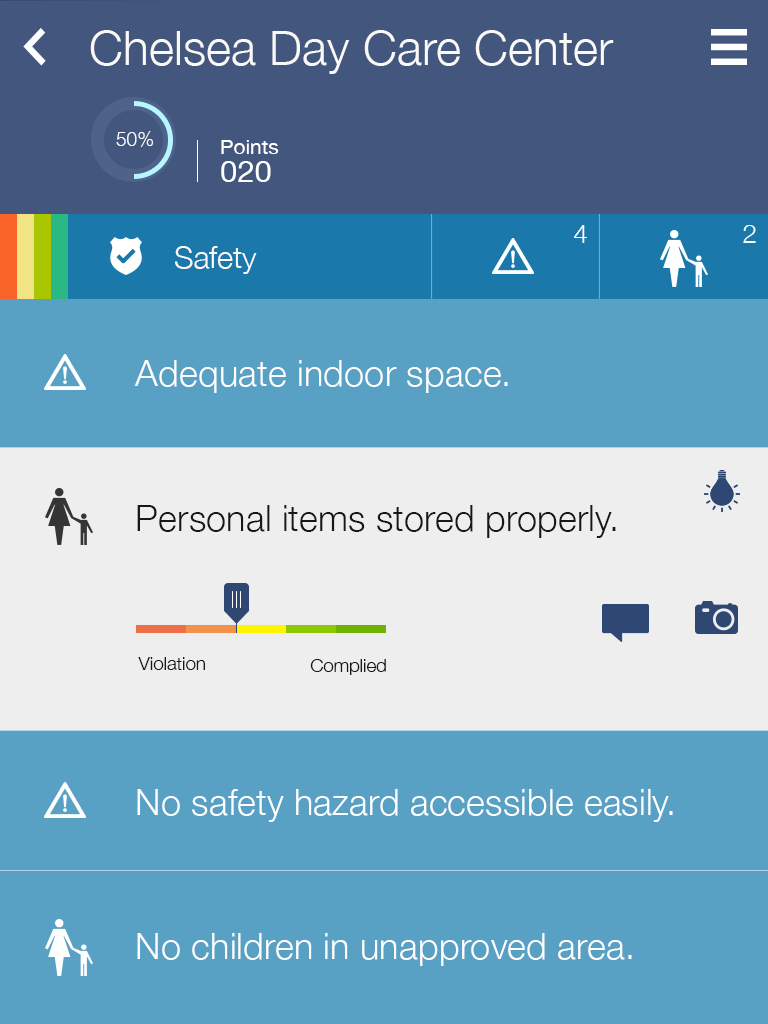 Chelsea Day Care Center
50%
Points
020
Safety
4
2
Adequate indoor space.
Personal items stored properly.
Violation
Complied
No safety hazard accessible easily.
No children in unapproved area.